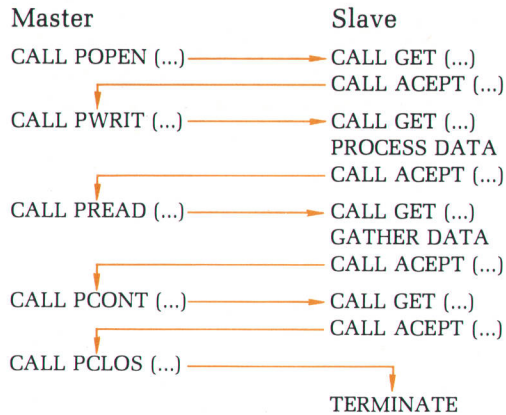 Master Slave
CALL POPEN (...) CALL GET (...)
CALL ACEPT (...)
CALL PWRIT (...) CALL GET (...)
PROCESS DATA
CALL ACEPT (...)
CALL PREAD (...) CALL GET (...)
GATHER DATA
CALL ACEPT (...)
CALL PCONT (...) CALL GET (...)
CALL ACEPT (...)
CALL PCLOS (...)
TERMINATE